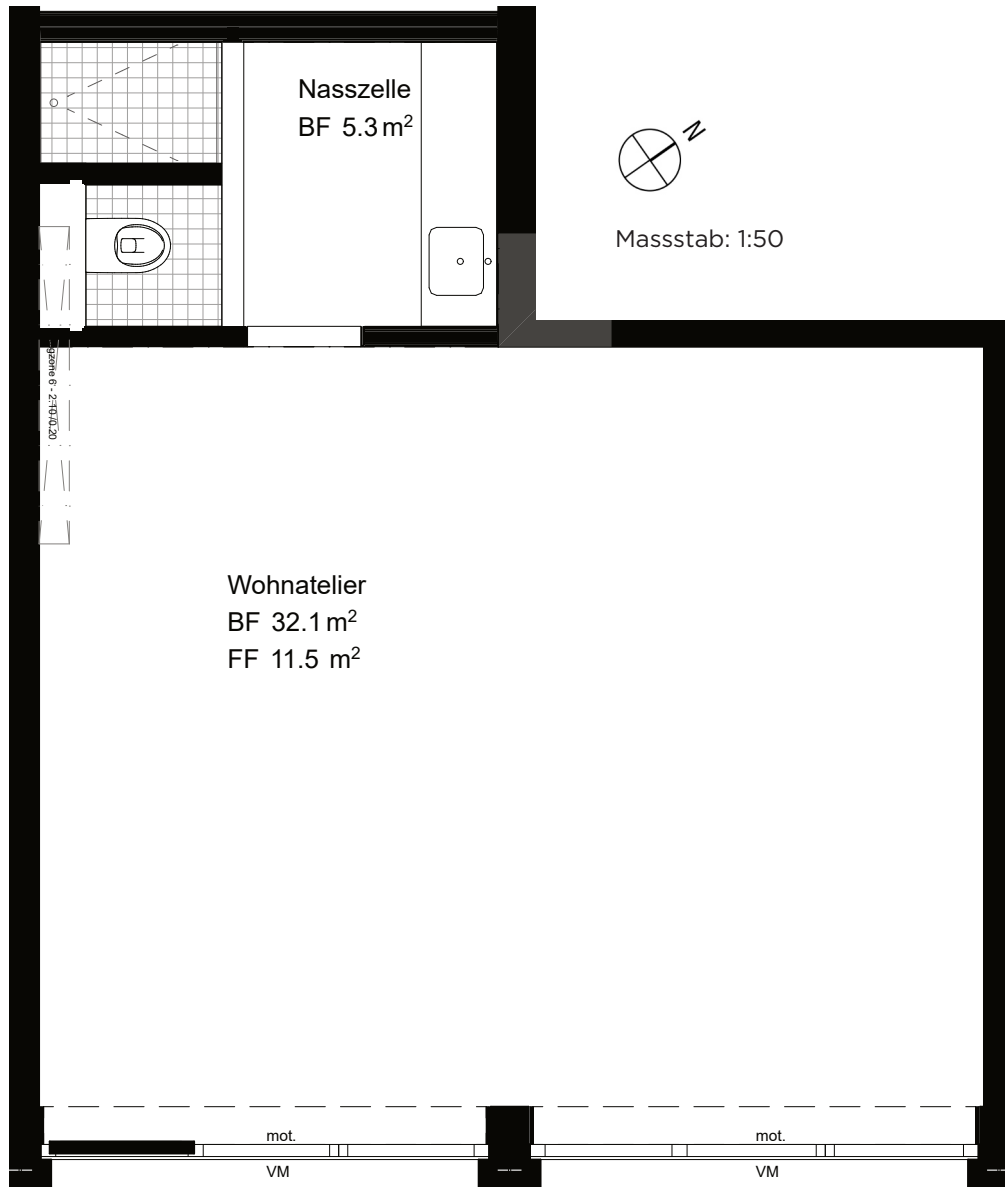 Nasszelle
BF 5.3 m²
N
Massstab: 1:50
Wohnatelier
BF 32.1 m²
FF 11.5 m²
mot.
mot.
VM
VM